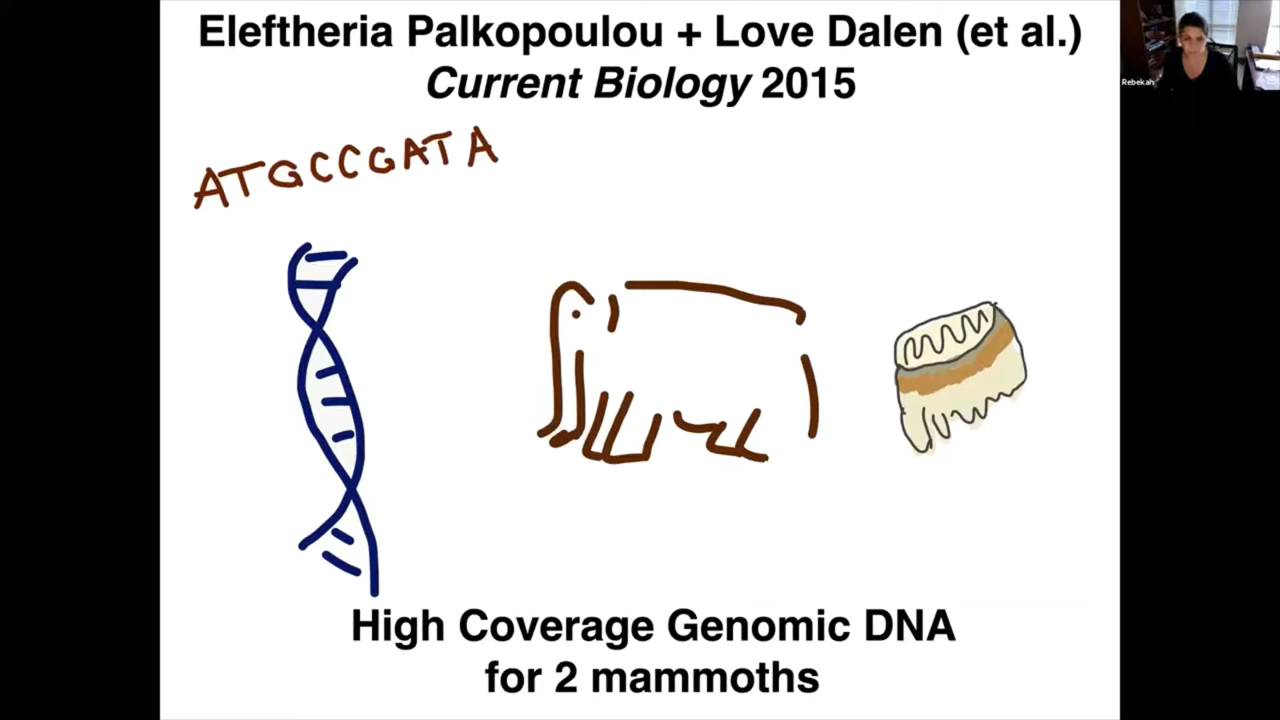 Eleftheria Palkopoulou + Love Dalen (et al.)
Current Biology 2015
Rebekah
ATGCCGATA
High Coverage Genomic DNA
for 2 mammoths